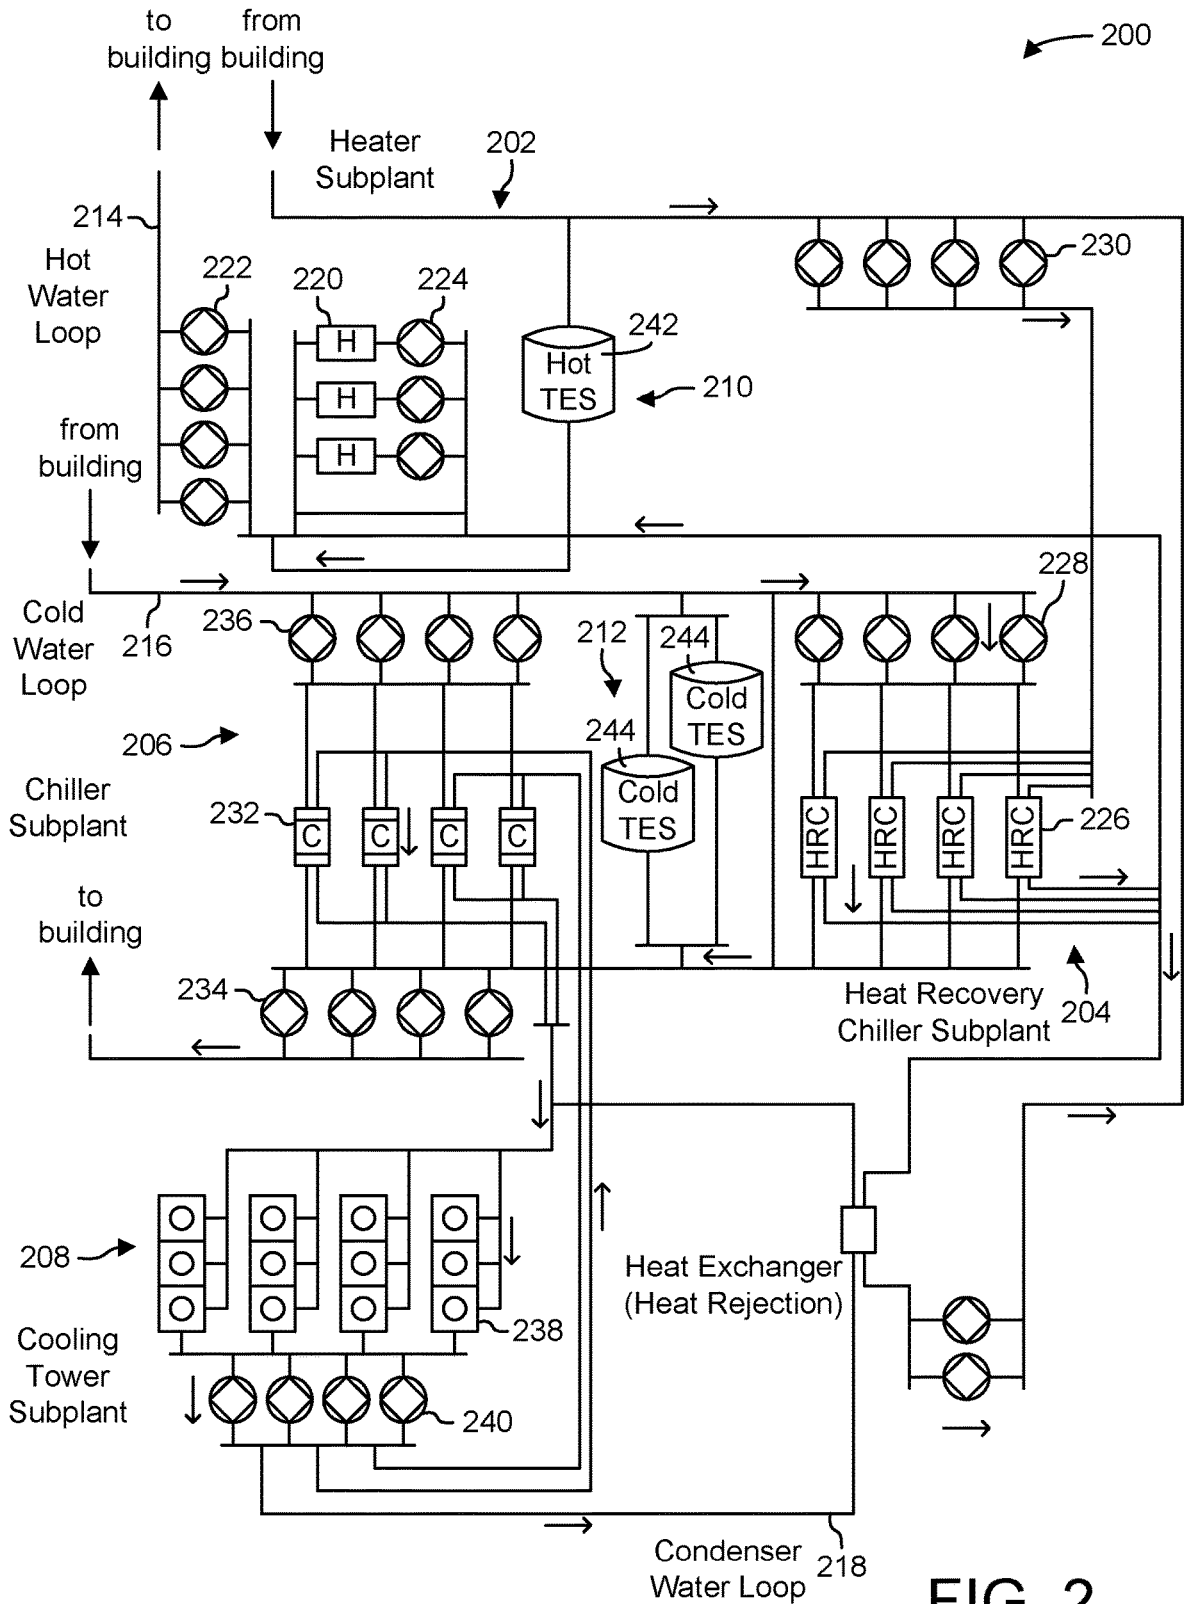 to
building
from
building
200
Heater
Subplant
202
214
Hot
Water
Loop
222
220
224
230
H
H
H
242
Hot
TES
210
from
building
228
Cold
Water
Loop
216
236
212
244
Cold
TES
244
Cold
TES
206
Chiller
Subplant
232
C
C
C
C
HRC
HRC
HRC
HRC
226
to
building
234
Heat Recovery
Chiller Subplant
204
208
Heat Exchanger
(Heat Rejection)
238
Cooling
Tower
Subplant
240
Condenser
Water Loop
218
FIG. 2